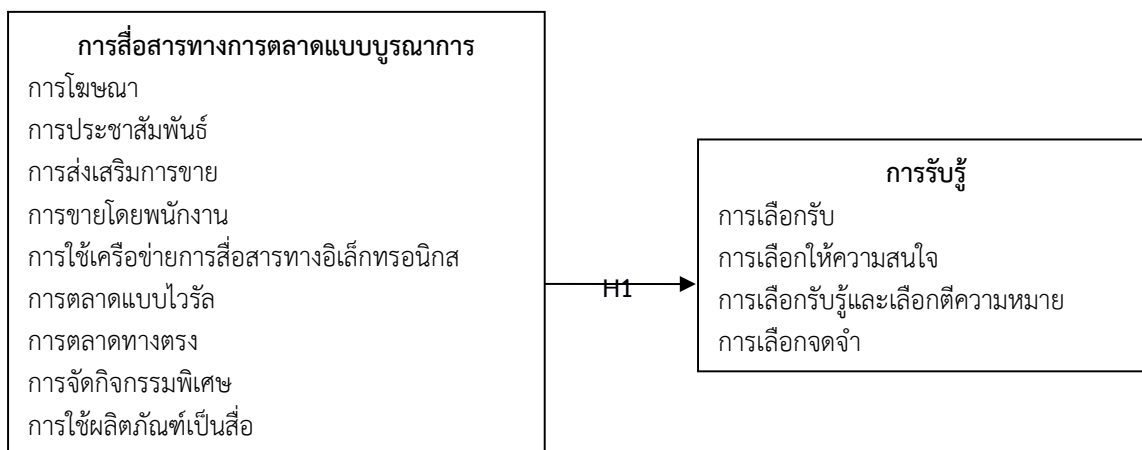 การสื่อสารทางการตลาดแบบบูรณาการ
การโฆษณา
การประชาสัมพันธ์
การส่งเสริมการขาย
การขายโดยพนักงาน
การใช้เครือข่ายการสื่อสารทางอิเล็กทรอนิกส
การตลาดแบบไวรัล
การตลาดทางตรง
การจัดกิจกรรมพิเศษ
การใช้ผลิตภัณฑ์เป็นสื่อ
H1
การรับรู้
การเลือกรับ
การเลือกให้ความสนใจ
การเลือกรับรู้และเลือกตีความหมาย
การเลือกจดจำ